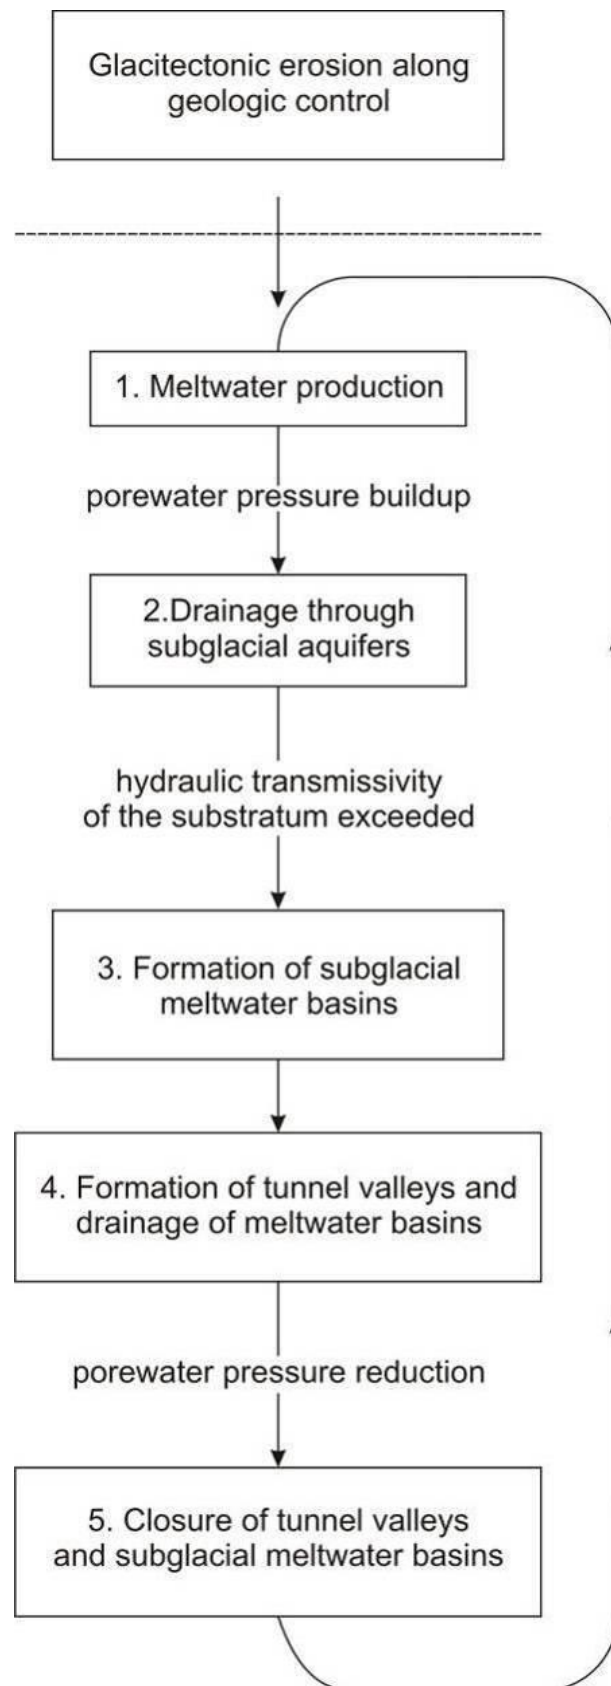 Glacitectonic erosion along
geologic control
1. Meltwater production
porewater pressure buildup
2.Drainage through
subglacial aquifers
hydraulic transmissivity
of the substratum exceeded
3. Formation of subglacial
meltwater basins
4. Formation of tunnel valleys and
drainage of meltwater basins
porewater pressure reduction
5. Closure of tunnel valleys
and subglacial meltwater basins